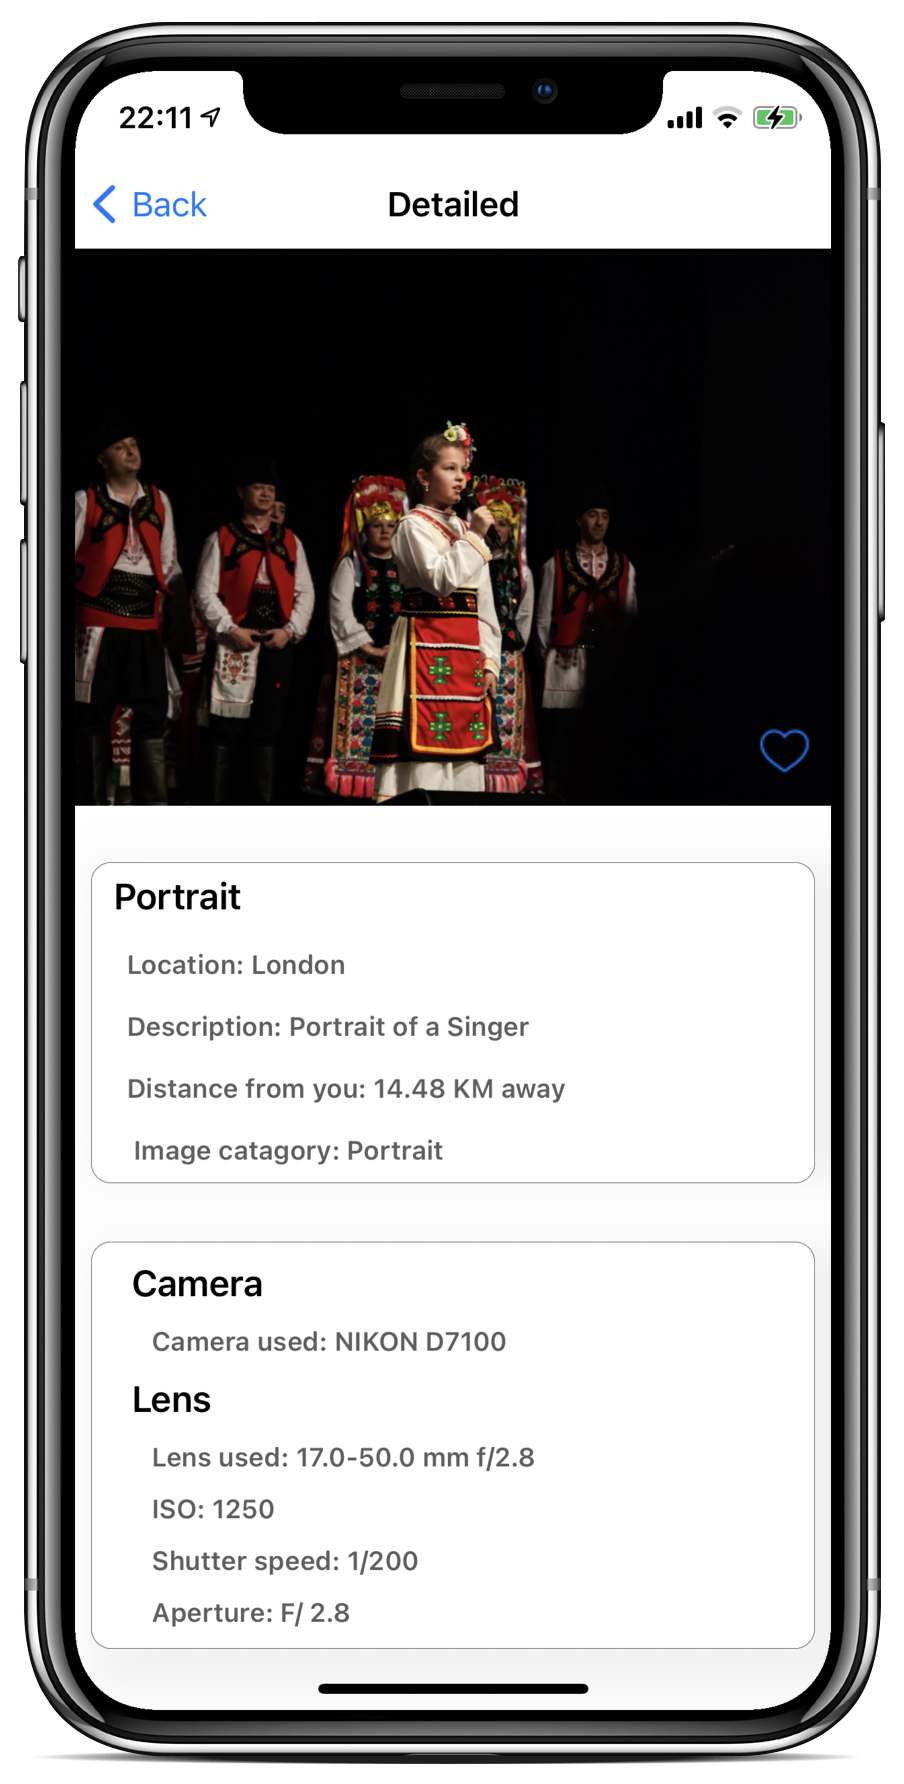 22:11
Back
Detailed
Portrait
Location: London
Description: Portrait of a Singer
Distance from you: 14.48 KM away
Image catagory: Portrait
Camera
Camera used: NIKON D7100
Lens
Lens used: 17.0-50.0 mm f/2.8
ISO: 1250
Shutter speed: 1/200
Aperture: F/ 2.8